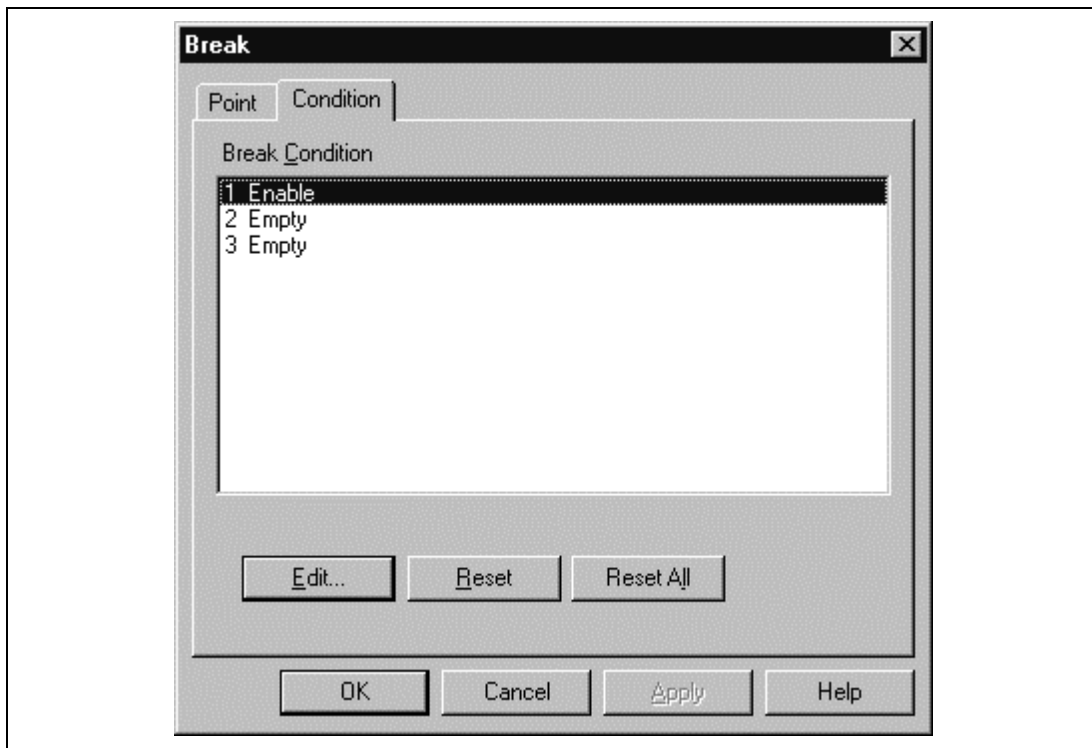 Break
Point Condition
Break Condition
1 Enable
2 Empty
3 Empty
Edit... Reset Reset All
OK Cancel Apply Help